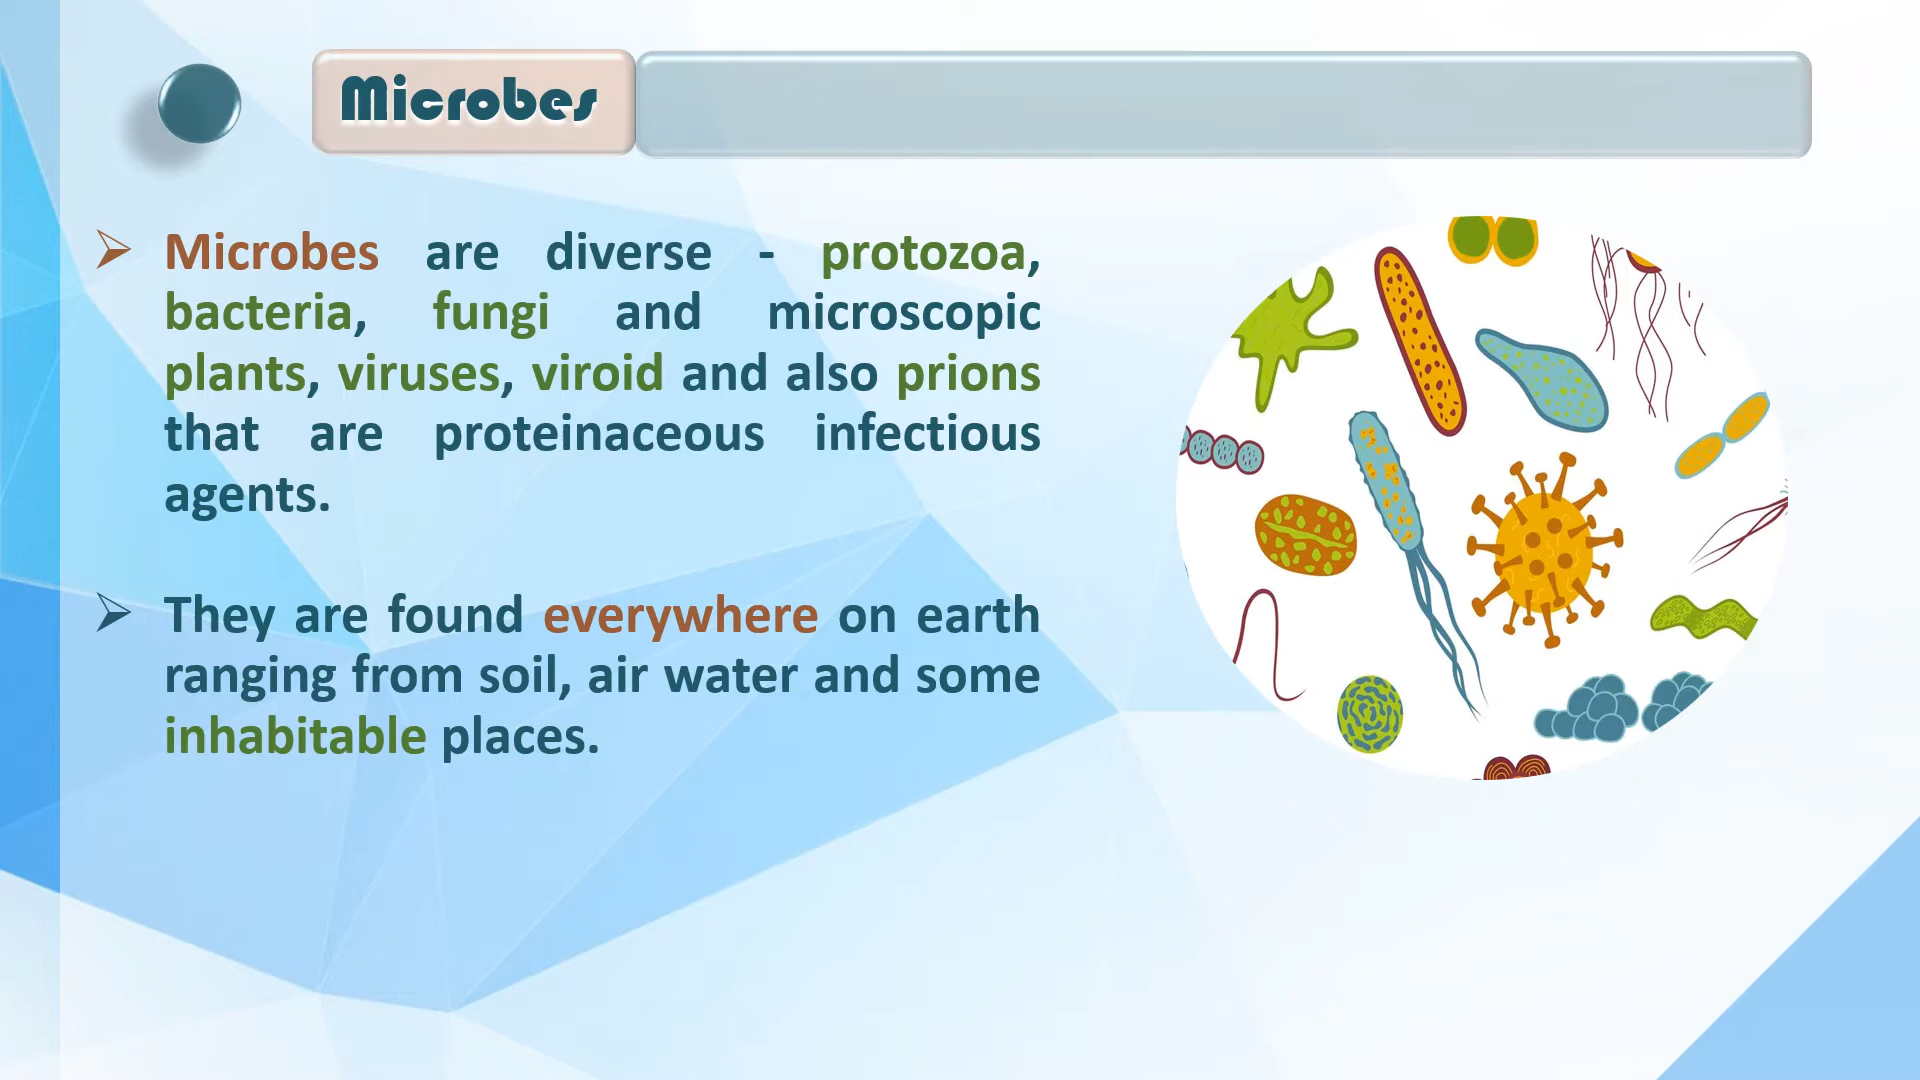 Microbes
Microbes are diverse - protozoa,
bacteria, fungi and microscopic
plants, viruses, viroid and also prions
that are proteinaceous infectious
agents.
They are found everywhere on earth
ranging from soil, air water and some
inhabitable places.